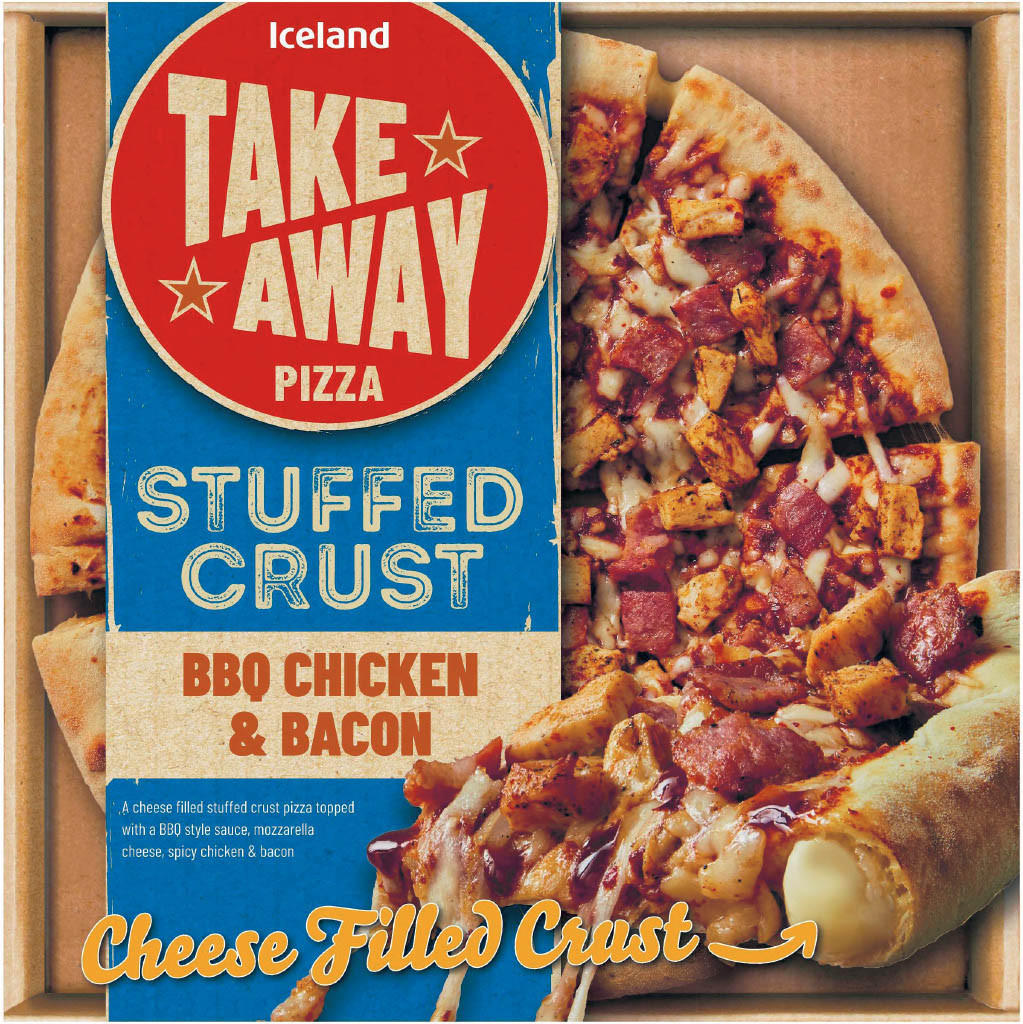 Iceland
TAKE
AWAY
PIZZA
STUFFED
CRUST
BBQ CHICKEN
& BACON
A cheese filled stuffed crust pizza topped
with a BBQ style sauce, mozzarella
cheese, spicy chicken & bacon
Cheese Filled Crust